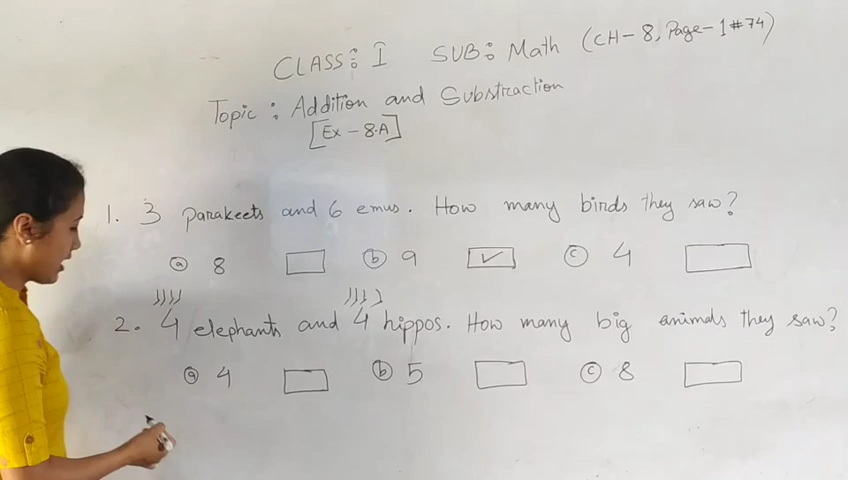 CLASS: I SUB: Math (CH-8, Page-1#74)
Topic: Addition and Substraction
[Ex-8.A]
1. 3 parakeets and 6 emus. How many birds they saw?
a 8 b 9 ✓ c 4
2. 4 elephants and 4 hippos. How many big animals they saw?
a 4 b 5 c 8